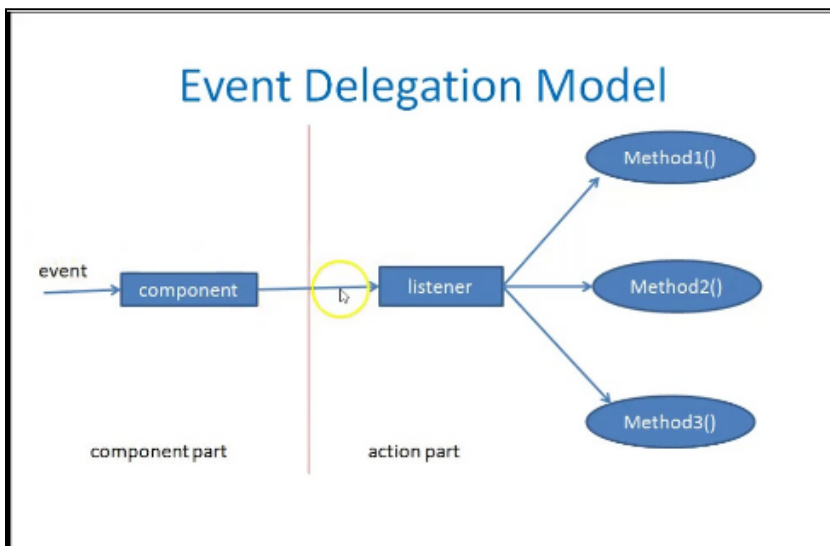 Event Delegation Model
Method1()
event
component
listener
Method2()
Method3()
component part
action part